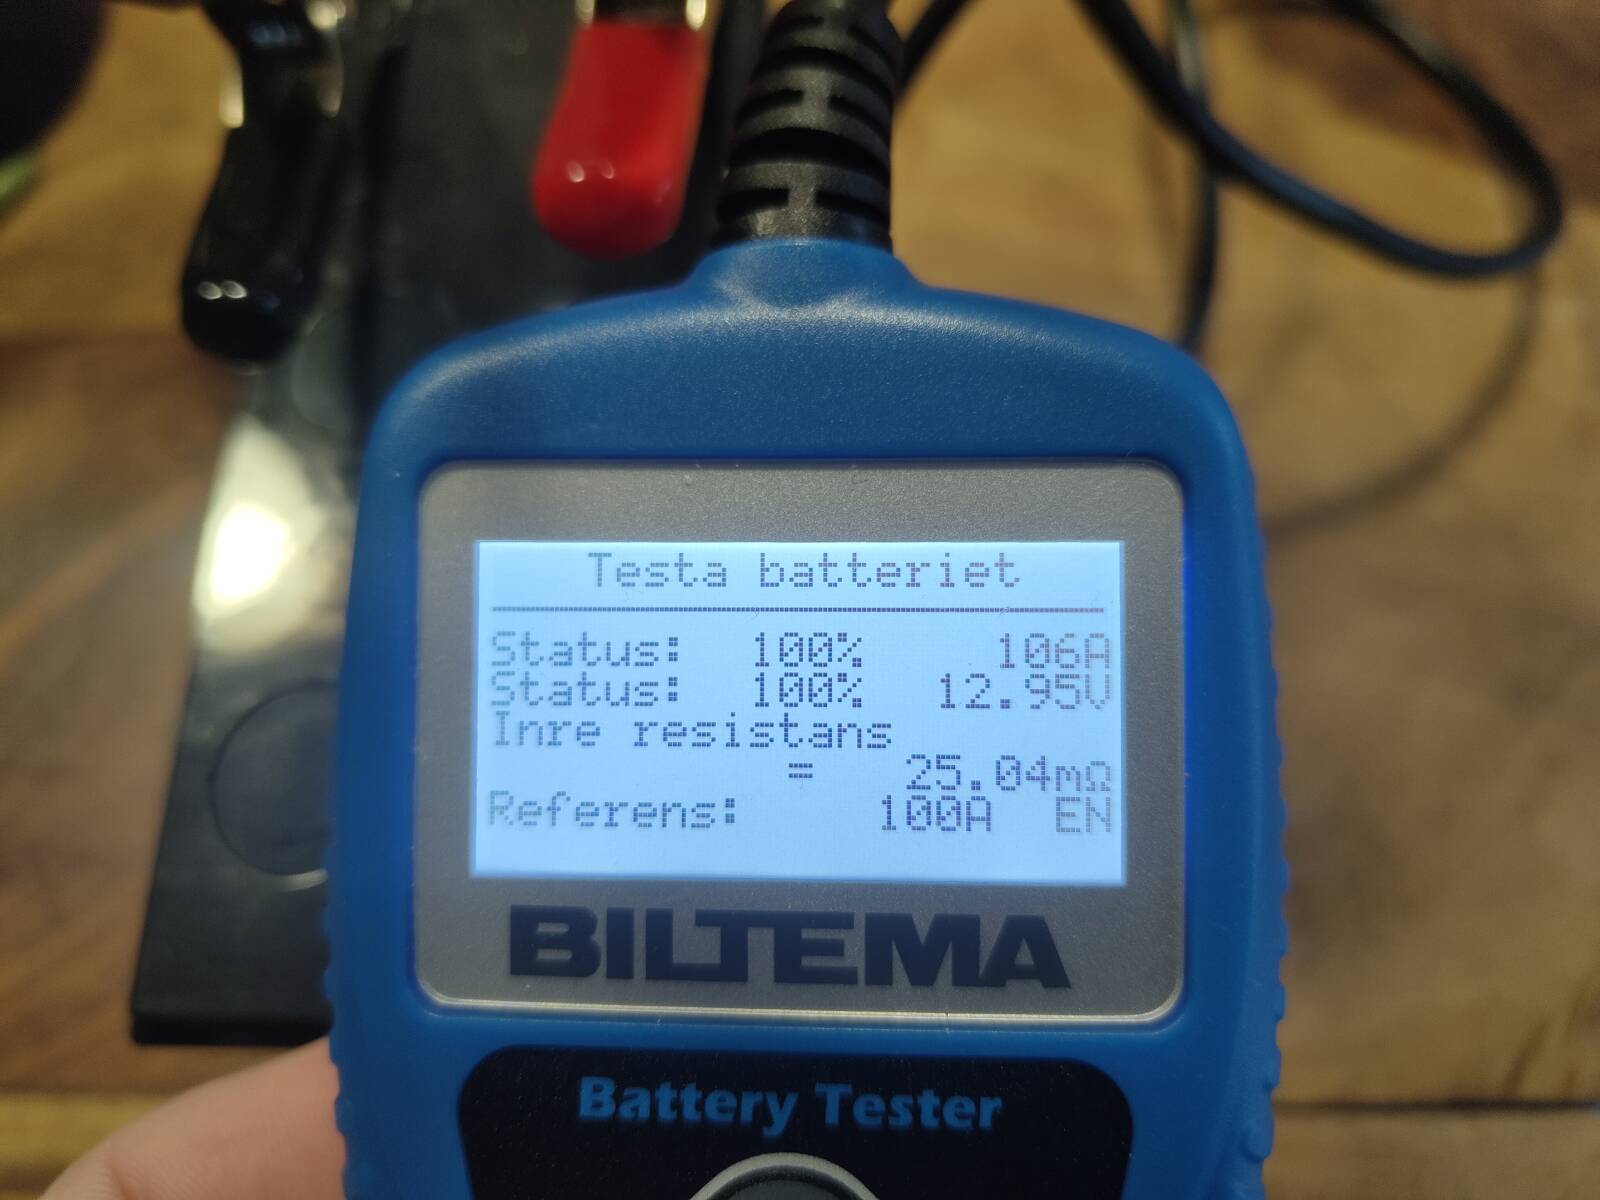 Testa batteriet
Status: 100% 106A
Status: 100% 12.95V
Inre resistans
= 25.04mΩ
Referens: 100A EN
BILTEMA
Battery Tester